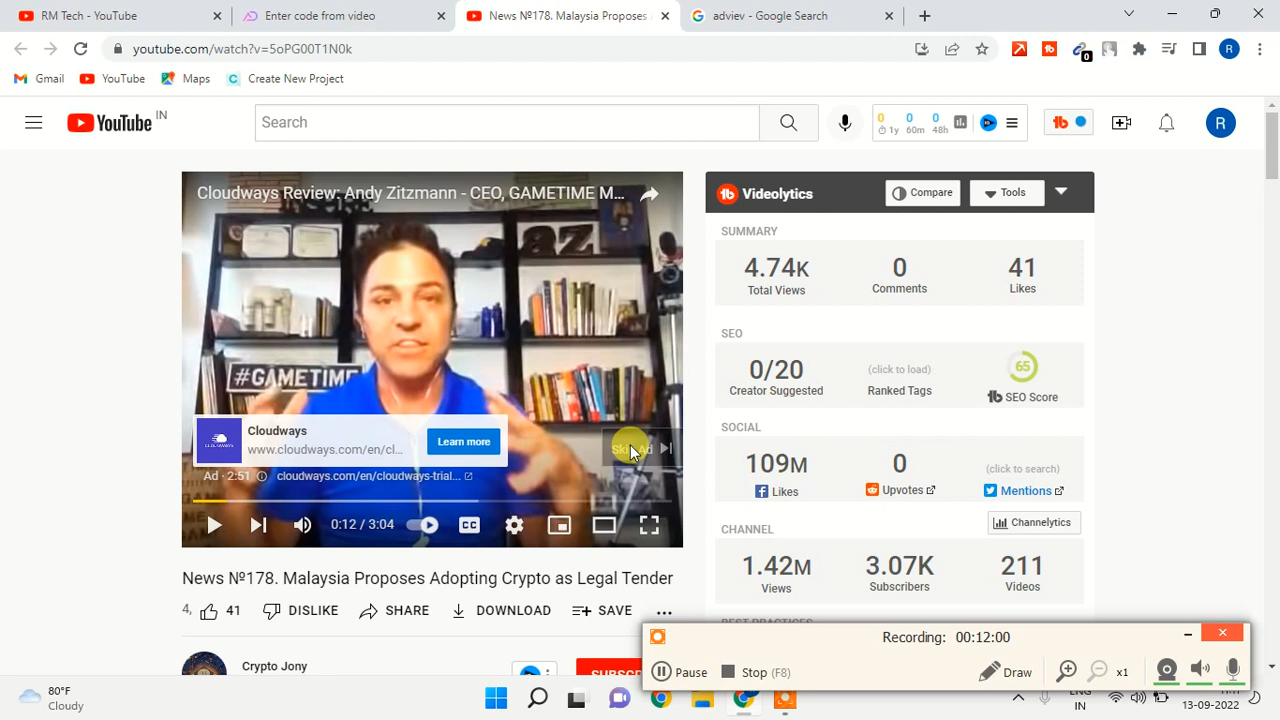 RM Tech - YouTube
Enter code from video
News №178. Malaysia Proposes
adviev - Google Search
youtube.com/watch?v=5oPG00T1N0k
R
Gmail
YouTube
Maps
Create New Project
YouTube IN
Search
0 0 0
1y 60m 48h
R
Cloudways Review: Andy Zitzmann - CEO, GAMETIME M...
az
#GAMETIME
Cloudways
www.cloudways.com/en/cl...
Learn more
Skip Ad
Ad · 2:51
cloudways.com/en/cloudways-trial...
0:12 / 3:04
CC
News №178. Malaysia Proposes Adopting Crypto as Legal Tender
4,
41
DISLIKE
SHARE
DOWNLOAD
SAVE
...
Crypto Jony
SUBSC
Videolytics
Compare
Tools
SUMMARY
4.74K
Total Views
0
Comments
41
Likes
SEO
0/20
Creator Suggested
(click to load)
Ranked Tags
65
SEO Score
SOCIAL
109M
Likes
0
Upvotes
(click to search)
Mentions
CHANNEL
Channelytics
1.42M
Views
3.07K
Subscribers
211
Videos
Recording: 00:12:00
Pause
Stop (F8)
Draw
x1
80°F
Cloudy
ENG
IN
13-09-2022